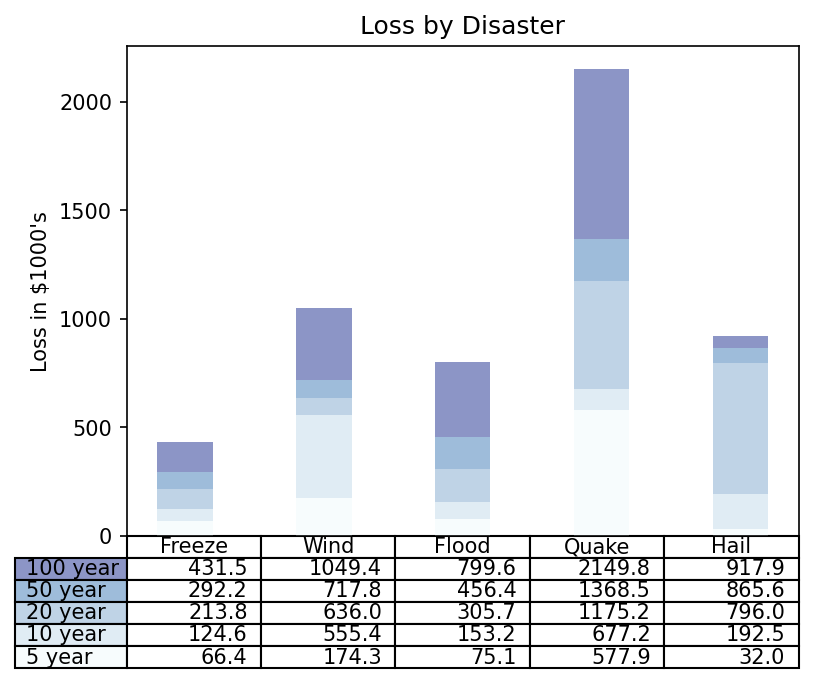 Loss by Disaster
Loss in $1000's
2000
1500
1000
500
0
Freeze Wind Flood Quake Hail
100 year 431.5 1049.4 799.6 2149.8 917.9
50 year 292.2 717.8 456.4 1368.5 865.6
20 year 213.8 636.0 305.7 1175.2 796.0
10 year 124.6 555.4 153.2 677.2 192.5
5 year 66.4 174.3 75.1 577.9 32.0